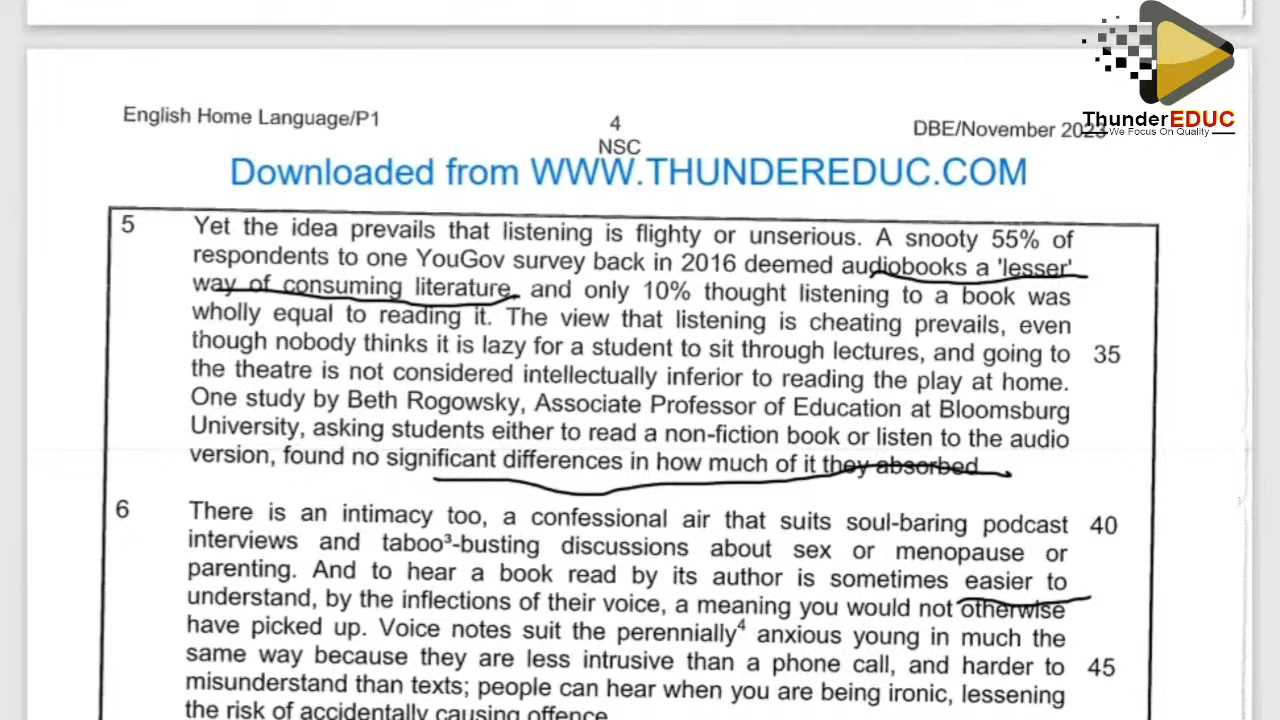 ThunderEDUC
We Focus On Quality
English Home Language/P1
4
DBE/November 2023
NSC
Downloaded from WWW.THUNDEREDUC.COM
5 Yet the idea prevails that listening is flighty or unserious. A snooty 55% of
respondents to one YouGov survey back in 2016 deemed audiobooks a 'lesser'
way of consuming literature, and only 10% thought listening to a book was
wholly equal to reading it. The view that listening is cheating prevails, even
though nobody thinks it is lazy for a student to sit through lectures, and going to 35
the theatre is not considered intellectually inferior to reading the play at home.
One study by Beth Rogowsky, Associate Professor of Education at Bloomsburg
University, asking students either to read a non-fiction book or listen to the audio
version, found no significant differences in how much of it they absorbed
6 There is an intimacy too, a confessional air that suits soul-baring podcast 40
interviews and taboo³-busting discussions about sex or menopause or
parenting. And to hear a book read by its author is sometimes easier to
understand, by the inflections of their voice, a meaning you would not otherwise
have picked up. Voice notes suit the perennially⁴ anxious young in much the
same way because they are less intrusive than a phone call, and harder to 45
misunderstand than texts; people can hear when you are being ironic, lessening
the risk of accidentally causing offence.